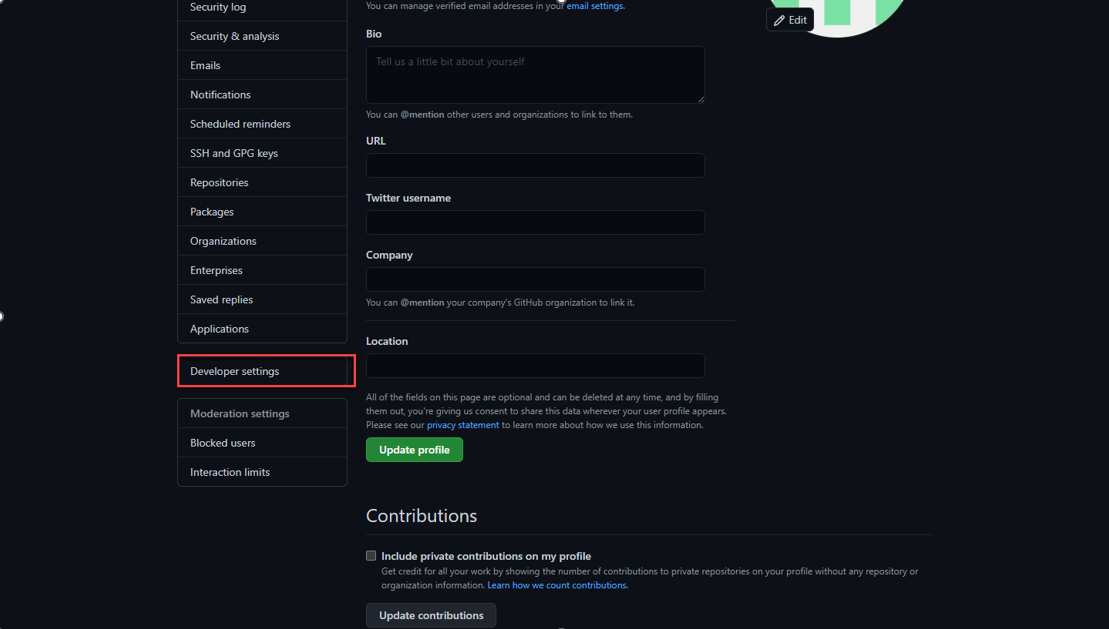 Security log
Security & analysis
Emails
Notifications
Scheduled reminders
SSH and GPG keys
Repositories
Packages
Organizations
Enterprises
Saved replies
Applications
Developer settings
Moderation settings
Blocked users
Interaction limits
You can manage verified email addresses in your email settings.
Edit
Bio
Tell us a little bit about yourself
You can @mention other users and organizations to link to them.
URL
Twitter username
Company
You can @mention your company's GitHub organization to link it.
Location
All of the fields on this page are optional and can be deleted at any time, and by filling
them out, you're giving us consent to share this data wherever your user profile appears.
Please see our privacy statement to learn more about how we use this information.
Update profile
Contributions
Include private contributions on my profile
Get credit for all your work by showing the number of contributions to private repositories on your profile without any repository or
organization information. Learn how we count contributions.
Update contributions